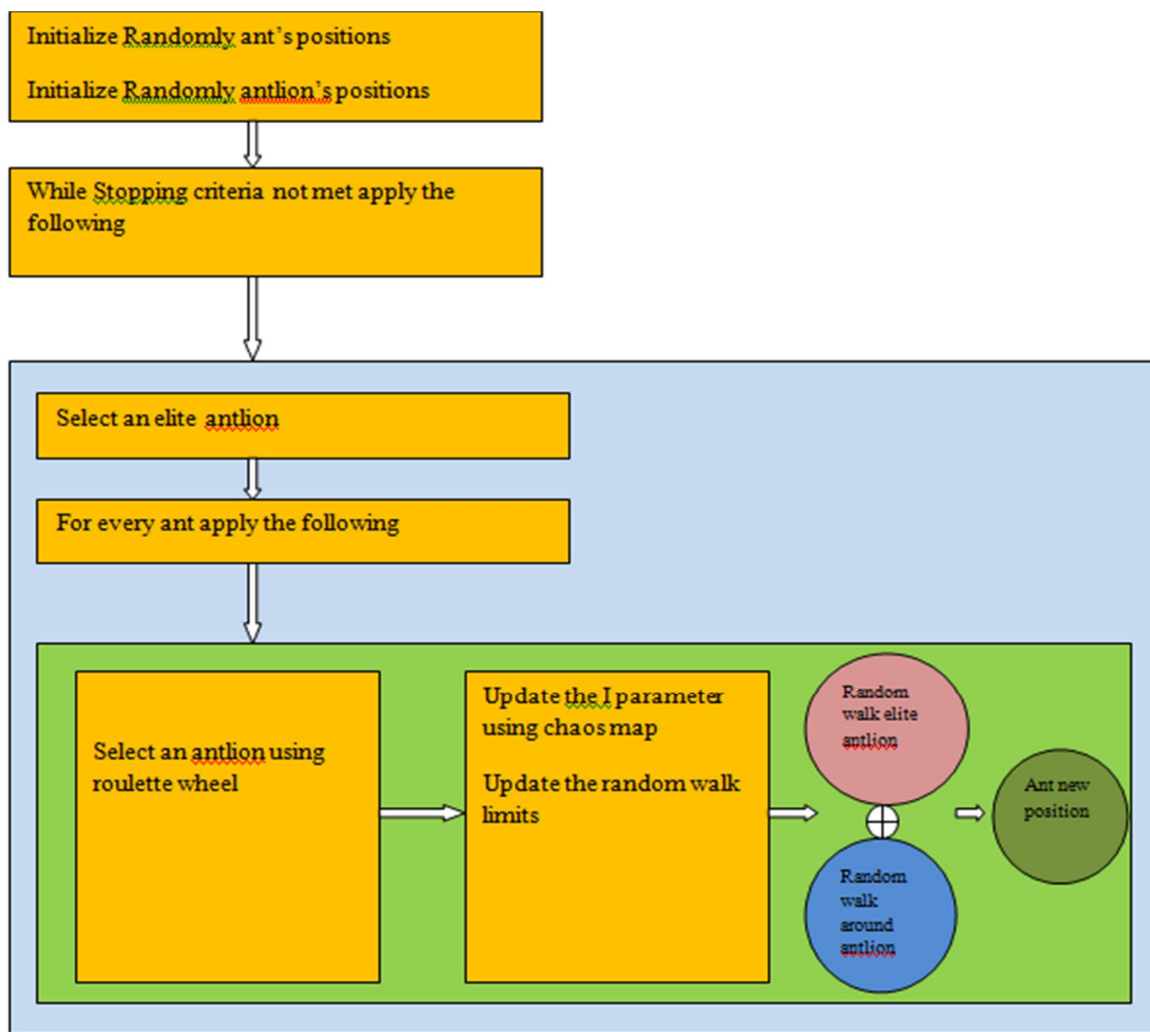 Initialize Randomly ant’s positions
Initialize Randomly antlion’s positions
While Stopping criteria not met apply the
following
Select an elite antlion
For every ant apply the following
Select an antlion using
roulette wheel
Update the I parameter
using chaos map
Update the random walk
limits
Random
walk elite
antlion
Random
walk
around
antlion
Ant new
position